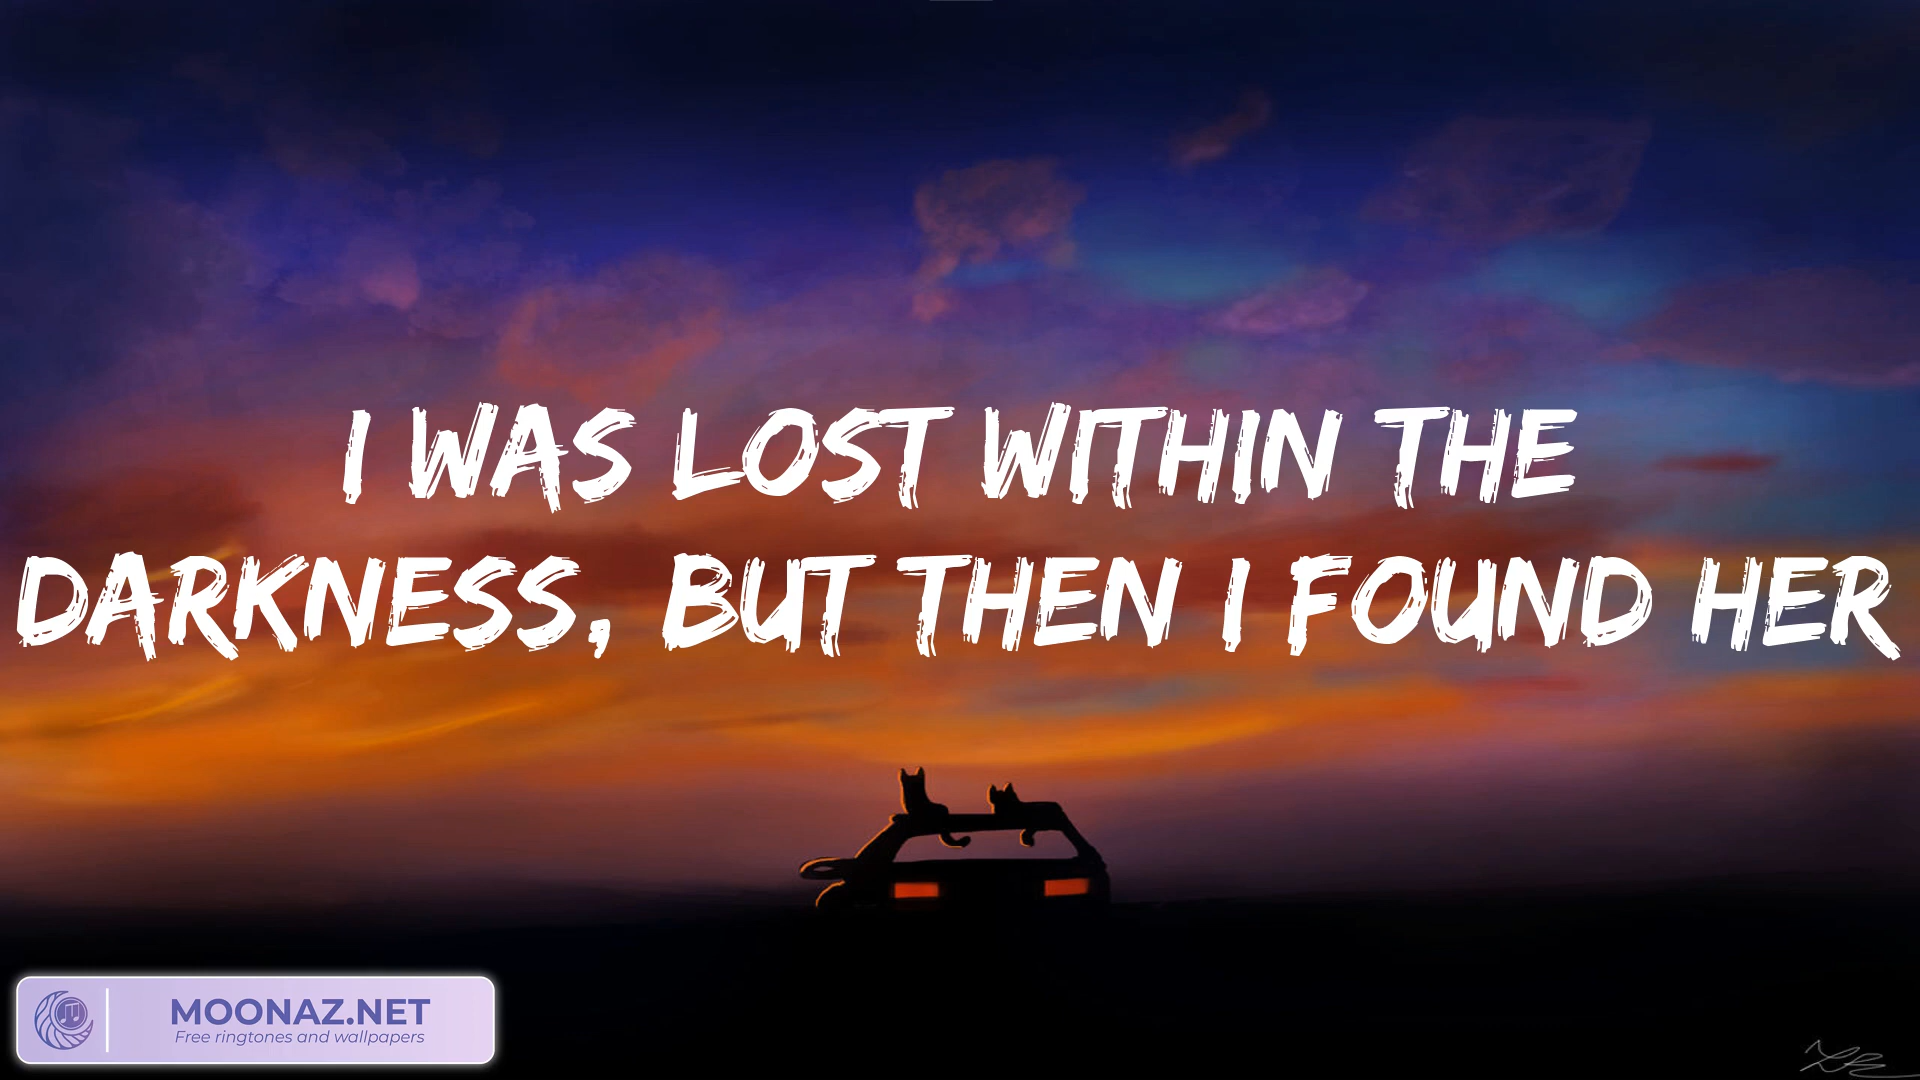 I WAS LOST WITHIN THE
DARKNESS, BUT THEN I FOUND HER
MOONAZ.NET
Free ringtones and wallpapers